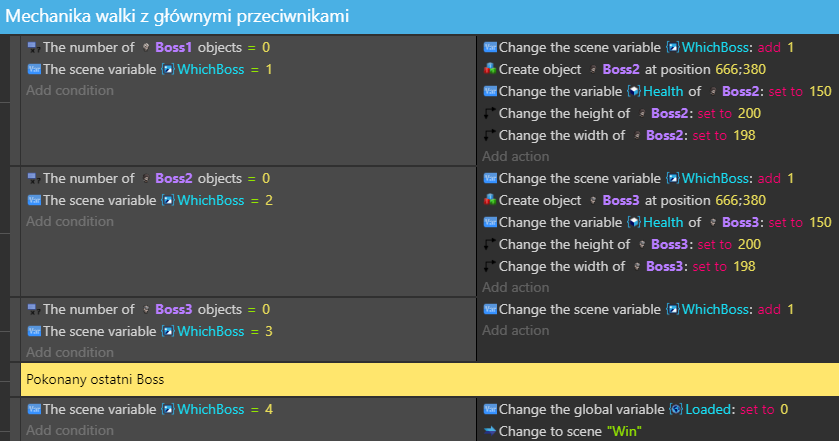 Mechanika walki z głównymi przeciwnikami
The number of Boss1 objects = 0
The scene variable WhichBoss = 1
Add condition
Change the scene variable WhichBoss: add 1
Create object Boss2 at position 666;380
Change the variable Health of Boss2: set to 150
Change the height of Boss2: set to 200
Change the width of Boss2: set to 198
Add action
The number of Boss2 objects = 0
The scene variable WhichBoss = 2
Add condition
Change the scene variable WhichBoss: add 1
Create object Boss3 at position 666;380
Change the variable Health of Boss3: set to 150
Change the height of Boss3: set to 200
Change the width of Boss3: set to 198
Add action
The number of Boss3 objects = 0
The scene variable WhichBoss = 3
Add condition
Change the scene variable WhichBoss: add 1
Add action
Pokonany ostatni Boss
The scene variable WhichBoss = 4
Add condition
Change the global variable Loaded: set to 0
Change to scene "Win"